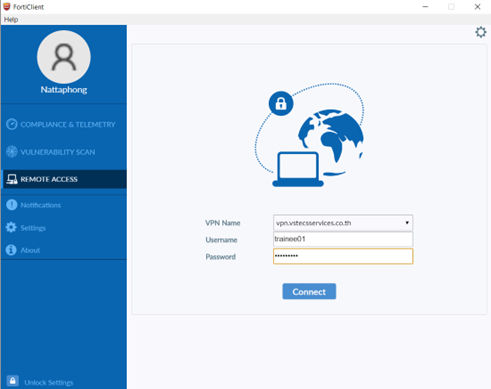 FortiClient
Help
Nattaphong
COMPLIANCE & TELEMETRY
VULNERABILITY SCAN
REMOTE ACCESS
Notifications
Settings
About
Unlock Settings
VPN Name
vpn.vstecsservices.co.th
Username
trainee01
Password
•••••••••
Connect